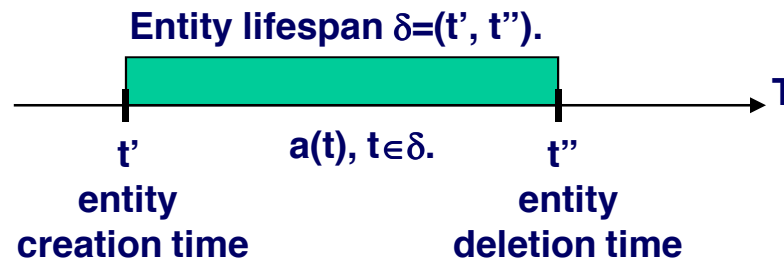 Entity lifespan δ=(t’, t”).
T
t’
a(t), t∈δ.
t”
entity
creation time
entity
deletion time